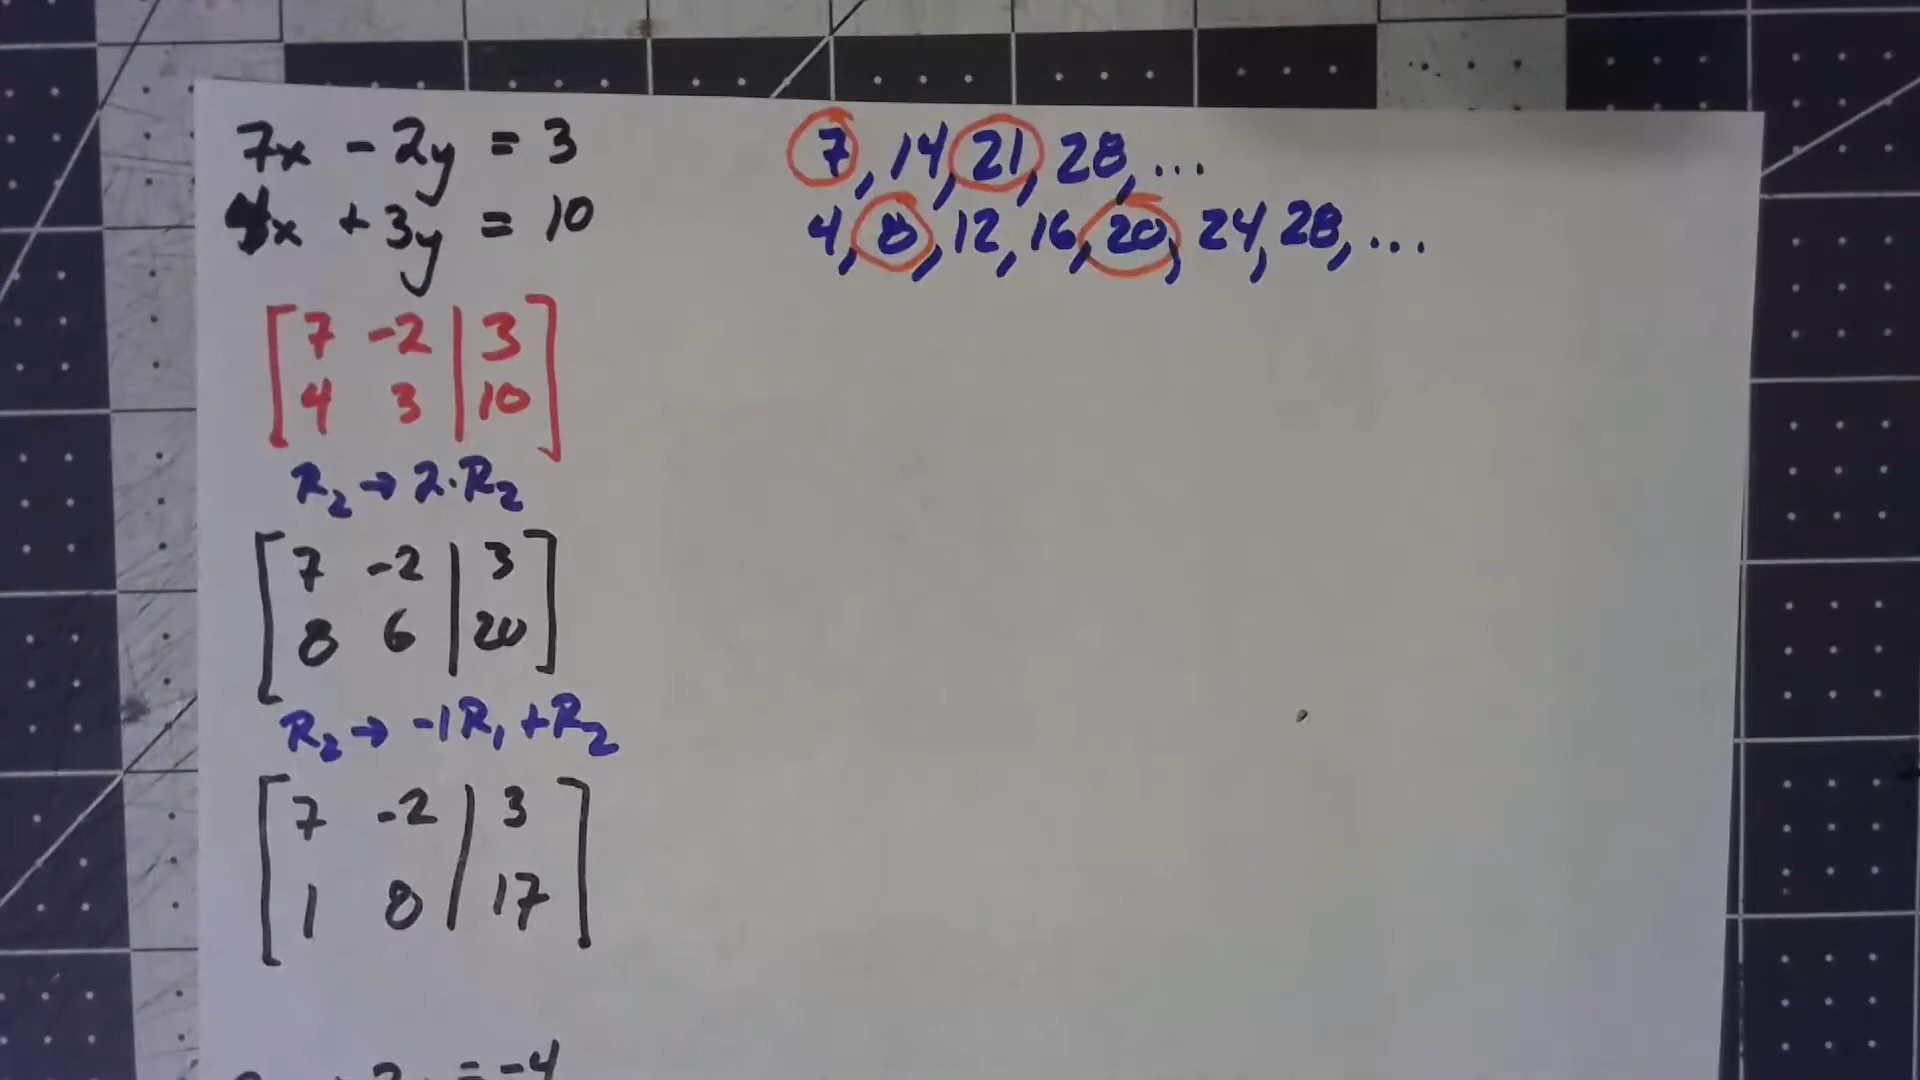 7x - 2y = 3
4x + 3y = 10
[ 7 -2 | 3 ]
[ 4 3 | 10 ]
R₂ → 2·R₂
[ 7 -2 | 3 ]
[ 8 6 | 20 ]
R₂ → -1R₁ + R₂
[ 7 -2 | 3 ]
[ 1 8 | 17 ]
= -4
7, 14, 21, 28, ...
4, 8, 12, 16, 20, 24, 28, ...